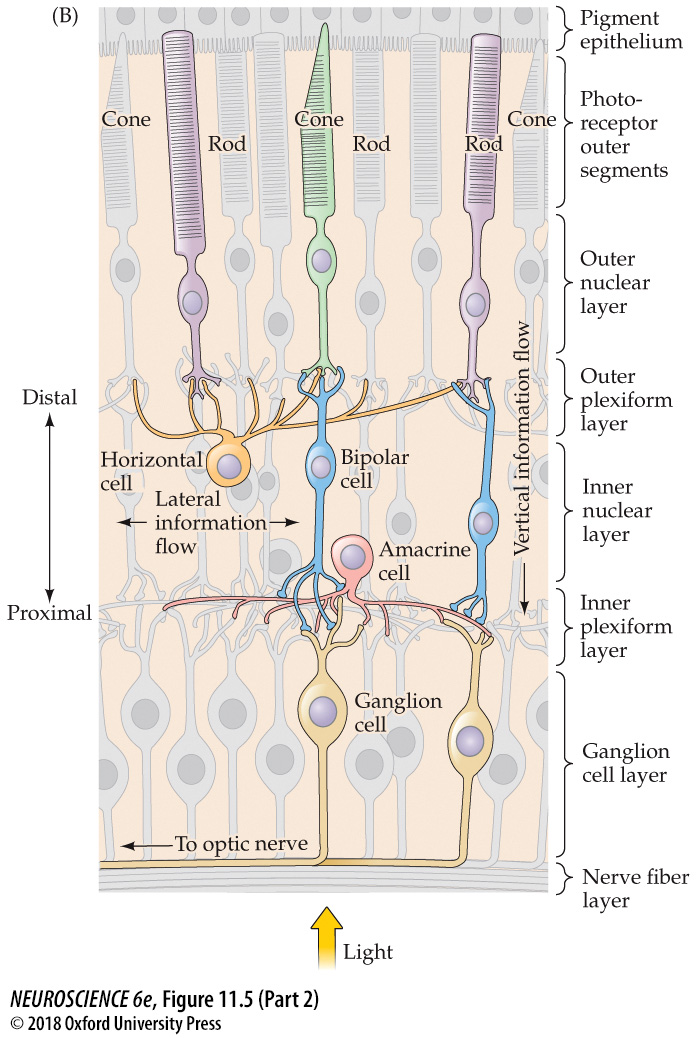 (B)
Pigment
epithelium
Cone
Rod
Cone
Rod
Rod
Cone
Photo-
receptor
outer
segments
Outer
nuclear
layer
Outer
plexiform
layer
Distal
Horizontal
cell
Bipolar
cell
Lateral
information
flow
Vertical information flow
Inner
nuclear
layer
Amacrine
cell
Proximal
Inner
plexiform
layer
Ganglion
cell
Ganglion
cell layer
To optic nerve
Nerve fiber
layer
Light
NEUROSCIENCE 6e, Figure 11.5 (Part 2)
© 2018 Oxford University Press